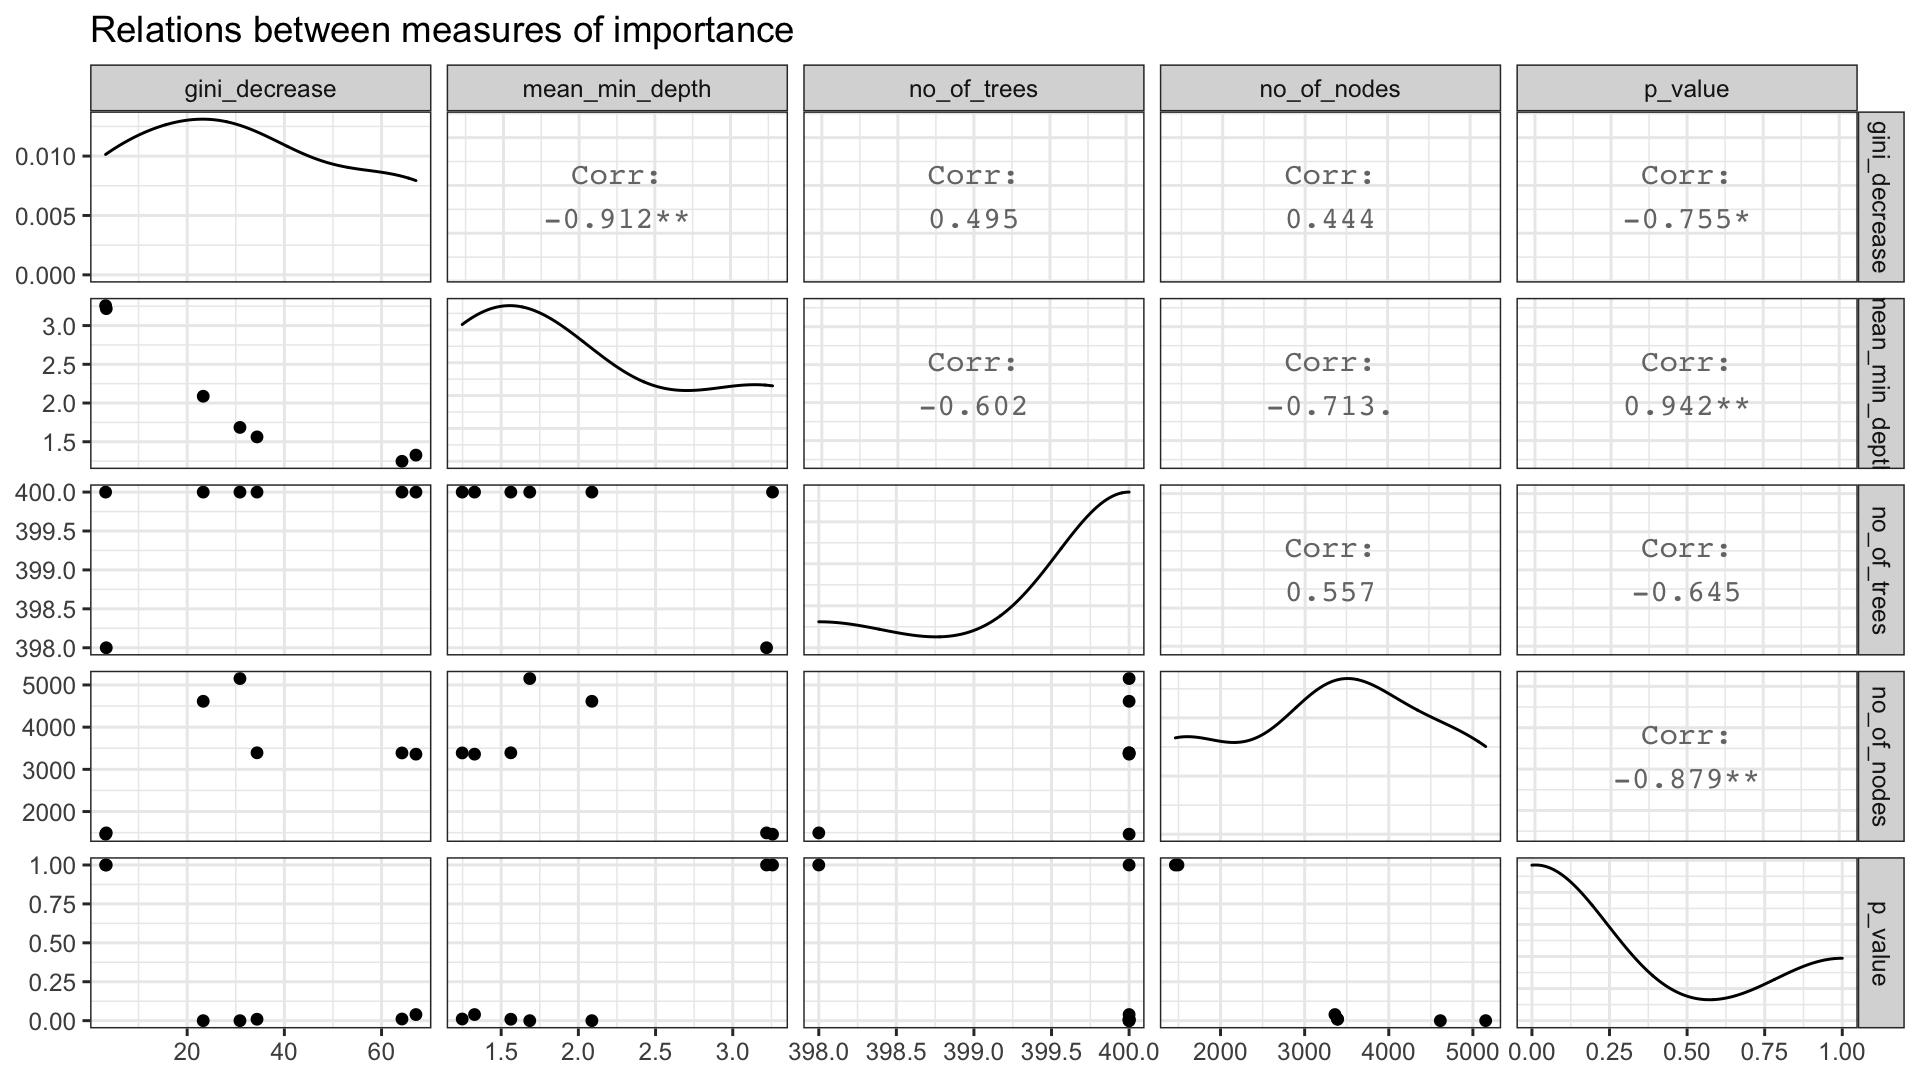 Relations between measures of importance
gini_decrease mean_min_depth no_of_trees no_of_nodes p_value
0.010
0.005
0.000
Corr:
-0.912**
Corr:
0.495
Corr:
0.444
Corr:
-0.755*
gini_decrease
3.0
2.5
2.0
1.5
Corr:
-0.602
Corr:
-0.713.
Corr:
0.942**
mean_min_depth
400.0
399.5
399.0
398.5
398.0
Corr:
0.557
Corr:
-0.645
no_of_trees
5000
4000
3000
2000
Corr:
-0.879**
no_of_nodes
1.00
0.75
0.50
0.25
0.00
p_value
20 40 60 1.5 2.0 2.5 3.0 398.0 398.5 399.0 399.5 400.0 2000 3000 4000 5000 0.00 0.25 0.50 0.75 1.00